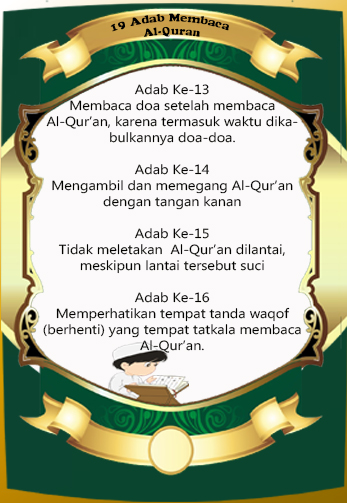 19 Adab Membaca
Al-Quran
Adab Ke-13
Membaca doa setelah membaca
Al-Qur’an, karena termasuk waktu dika-
bulkannya doa-doa.
Adab Ke-14
Mengambil dan memegang Al-Qur’an
dengan tangan kanan
Adab Ke-15
Tidak meletakan Al-Qur’an dilantai,
meskipun lantai tersebut suci
Adab Ke-16
Memperhatikan tempat tanda waqof
(berhenti) yang tempat tatkala membaca
Al-Qur’an.